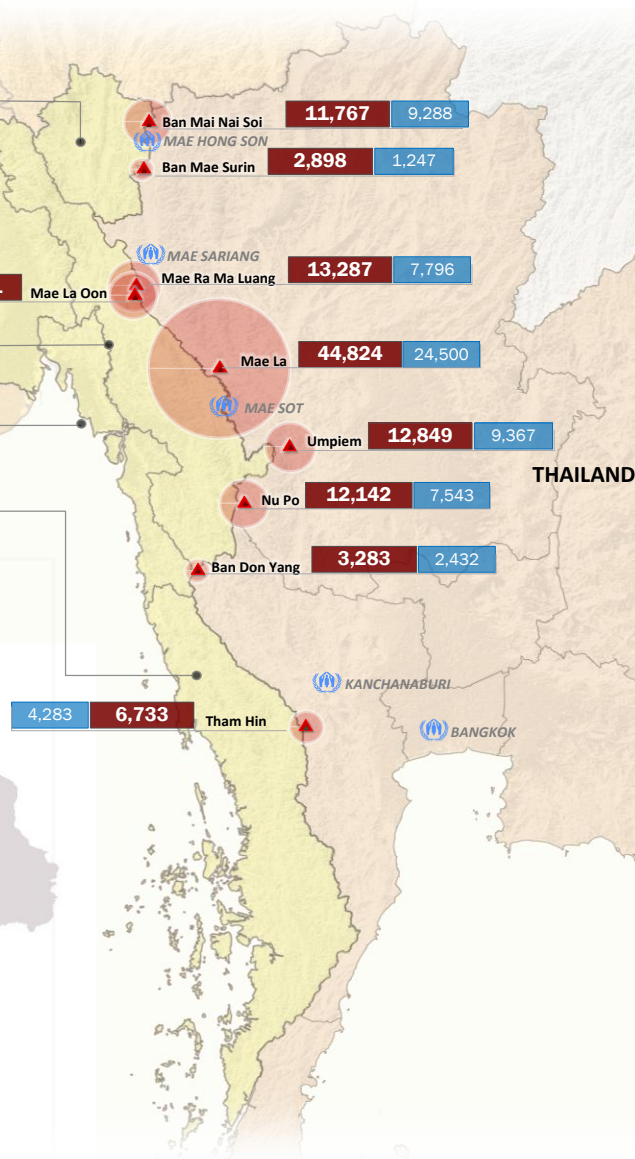 Ban Mai Nai Soi 11,767 9,288
MAE HONG SON
Ban Mae Surin 2,898 1,247
MAE SARIANG
Mae Ra Ma Luang 13,287 7,796
Mae La Oon
Mae La 44,824 24,500
MAE SOT
Umpiem 12,849 9,367
THAILAND
Nu Po 12,142 7,543
Ban Don Yang 3,283 2,432
KANCHANABURI
4,283 6,733 Tham Hin
BANGKOK